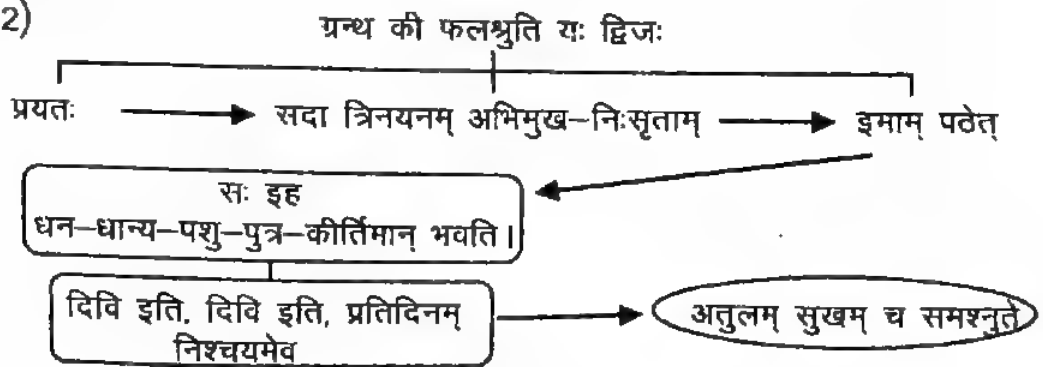 2)
ग्रन्थ की फलश्रुति यः द्विजः
प्रयतः
सदा त्रिनयनम् अभिमुख–निःसृताम्
इमाम् पठेत्
सः इह
धन–धान्य–पशु–पुत्र–कीर्तिमान् भवति।
दिवि इति, दिवि इति, प्रतिदिनम्
निश्चयमेव
अतुलम् सुखम् च समश्नुते